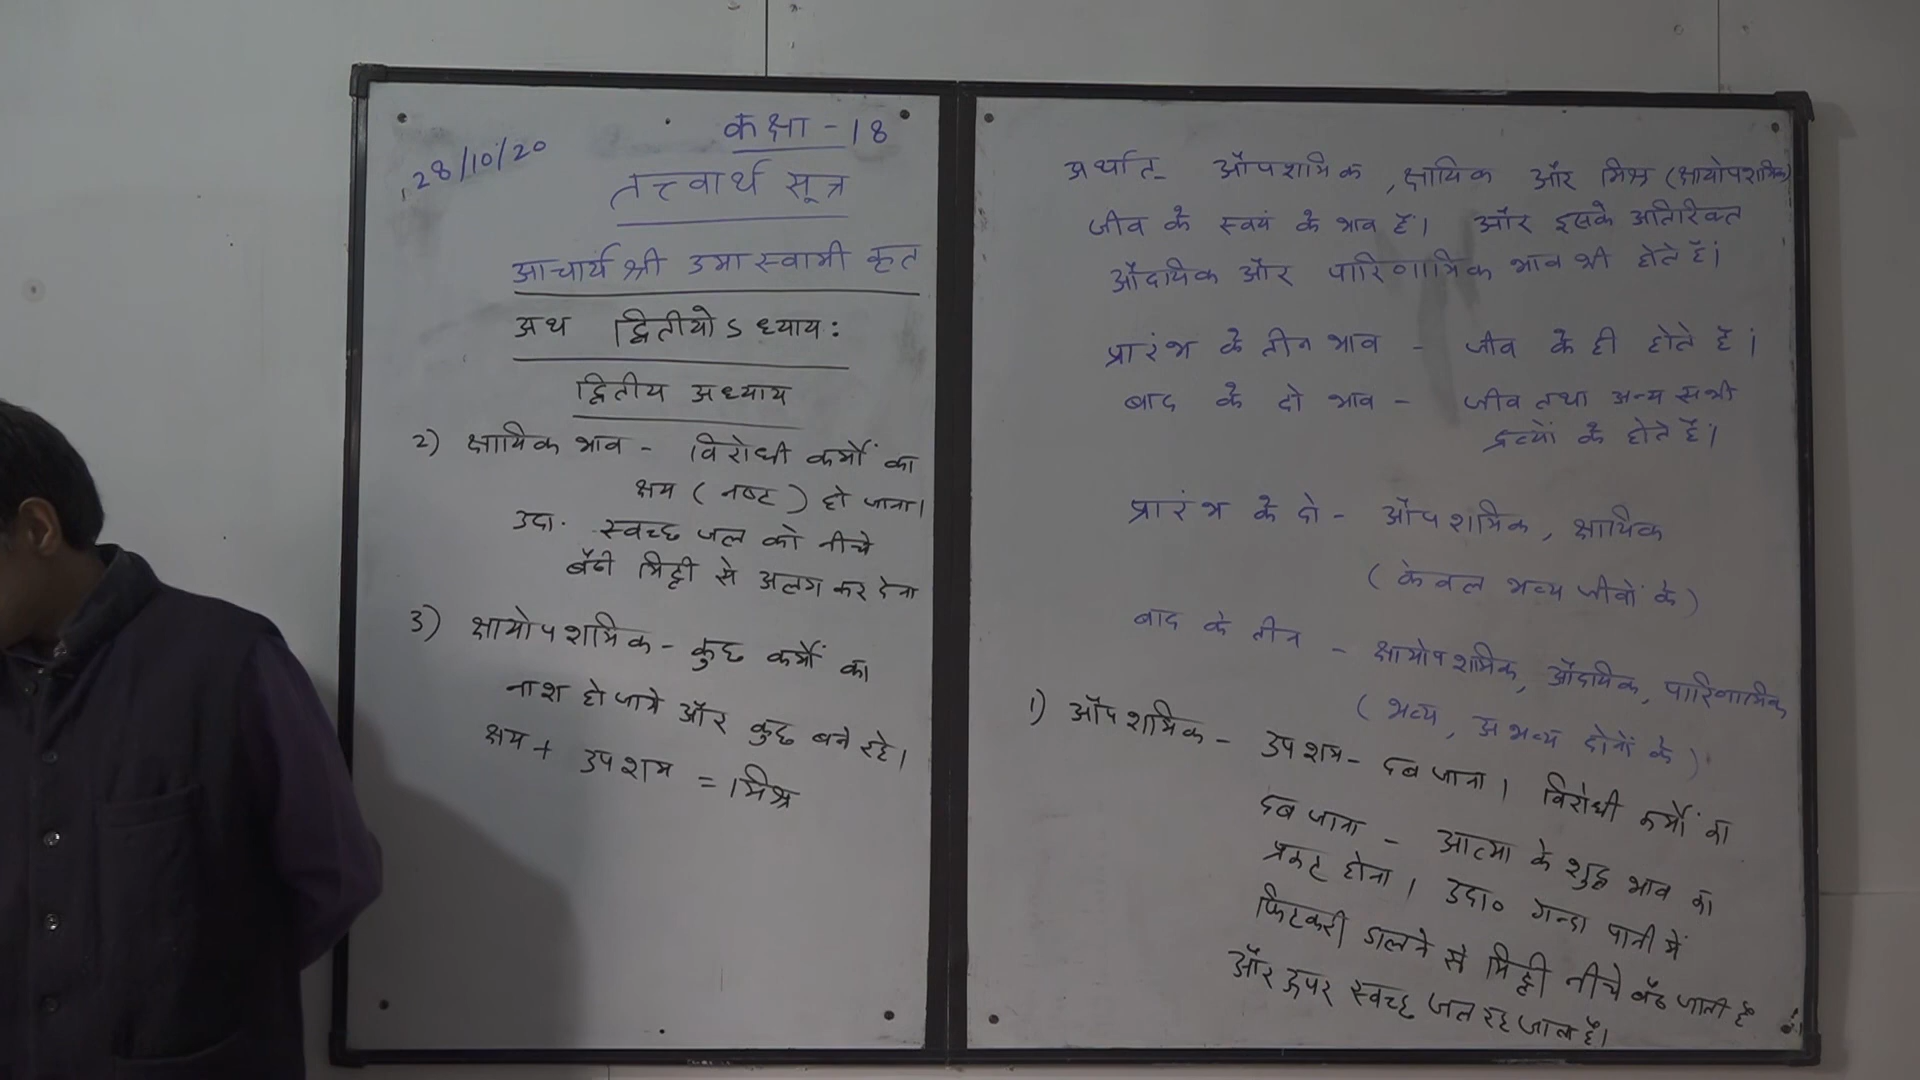 28/10/20
कक्षा - 18
तत्त्वार्थ सूत्र
आचार्य श्री उमास्वामी कृत
अथ द्वितीयोऽध्याय:
द्वितीय अध्याय
2) क्षायिक भाव - विरोधी कर्मों का
क्षय ( नष्ट ) हो जाना।
उदा. स्वच्छ जल को नीचे
बैठी मिट्टी से अलग कर देना
3) क्षायोपशमिक - कुछ कर्मों का
नाश हो जाये और कुछ बने रहे।
क्षय + उपशम = मिश्र
अर्थात- औपशमिक, क्षायिक और मिश्र (क्षायोपशमिक)
जीव के स्वयं के भाव हैं। और इसके अतिरिक्त
औदायिक और पारिणामिक भाव भी होते हैं।
प्रारंभ के तीन भाव - जीव के ही होते हैं।
बाद के दो भाव - जीव तथा अन्य सभी
द्रव्यों के होते हैं।
प्रारंभ के दो - औपशमिक, क्षायिक
( केवल भव्य जीवों के )
बाद के तीन - क्षायोपशमिक, औदायिक, पारिणामिक
( भव्य, अभव्य दोनों के )
1) औपशमिक - उपशम - दब जाना। विरोधी कर्मों का
दब जाना - आत्मा के शुद्ध भाव का
प्रकट होना। उदा० गन्दा पानी में
फिटकरी डालने से मिट्टी नीचे बैठ जाती है
और ऊपर स्वच्छ जल रह जाता है।